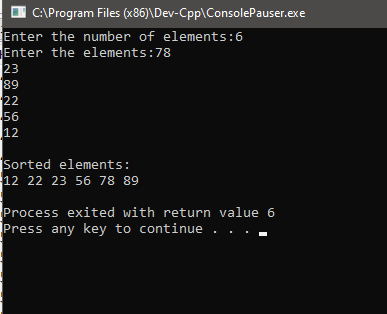 C:\Program Files (x86)\Dev-Cpp\ConsolePauser.exe
Enter the number of elements:6
Enter the elements:78
23
89
22
56
12
Sorted elements:
12 22 23 56 78 89
Process exited with return value 6
Press any key to continue . . .